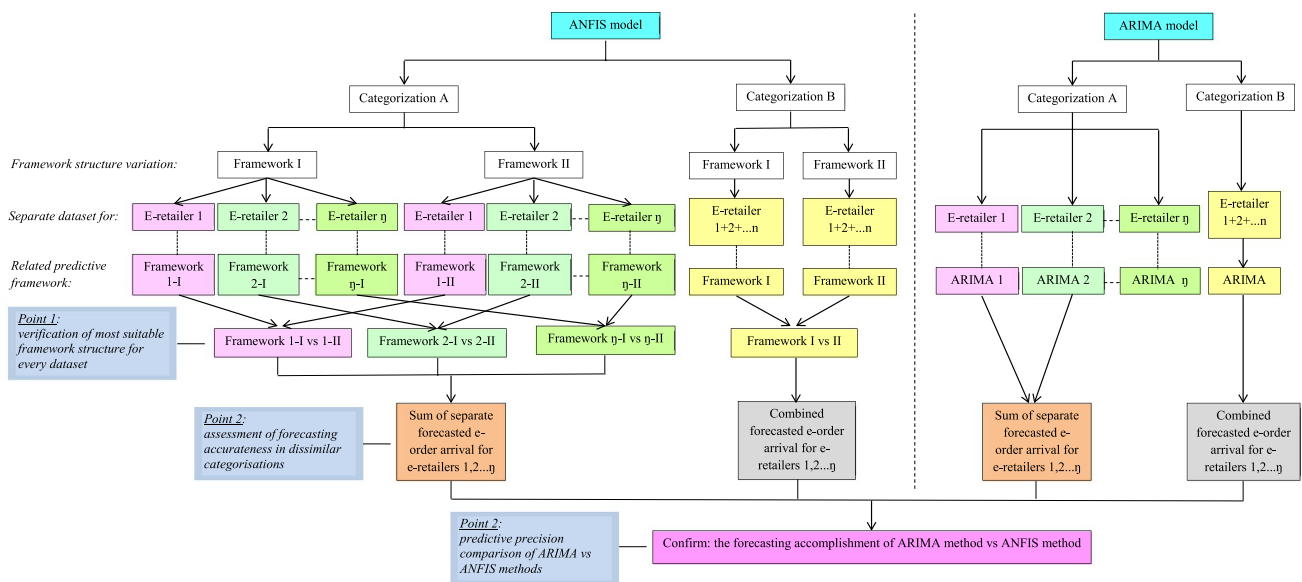 ANFIS model
ARIMA model
Categorization A
Categorization B
Categorization A
Categorization B
Framework structure variation:
Framework I
Framework II
Framework I
Framework II
Separate dataset for:
E-retailer 1
E-retailer 2
E-retailer ŋ
E-retailer 1
E-retailer 2
E-retailer ŋ
E-retailer
1+2+...n
E-retailer
1+2+...n
E-retailer 1
E-retailer 2
E-retailer ŋ
E-retailer
1+2+...n
Related predictive
framework:
Framework
1-I
Framework
2-I
Framework
ŋ-I
Framework
1-II
Framework
2-II
Framework
ŋ-II
Framework I
Framework II
ARIMA 1
ARIMA 2
ARIMA ŋ
ARIMA
Point 1:
verification of most suitable
framework structure for
every dataset
Framework 1-I vs 1-II
Framework 2-I vs 2-II
Framework ŋ-I vs ŋ-II
Framework I vs II
Point 2:
assessment of forecasting
accurateness in dissimilar
categorisations
Sum of separate
forecasted e-
order arrival for
e-retailers 1,2...ŋ
Combined
forecasted e-order
arrival for e-
retailers 1,2...ŋ
Sum of separate
forecasted e-
order arrival for
e-retailers 1,2...ŋ
Combined
forecasted e-order
arrival for e-
retailers 1,2...ŋ
Point 2:
predictive precision
comparison of ARIMA vs
ANFIS methods
Confirm: the forecasting accomplishment of ARIMA method vs ANFIS method